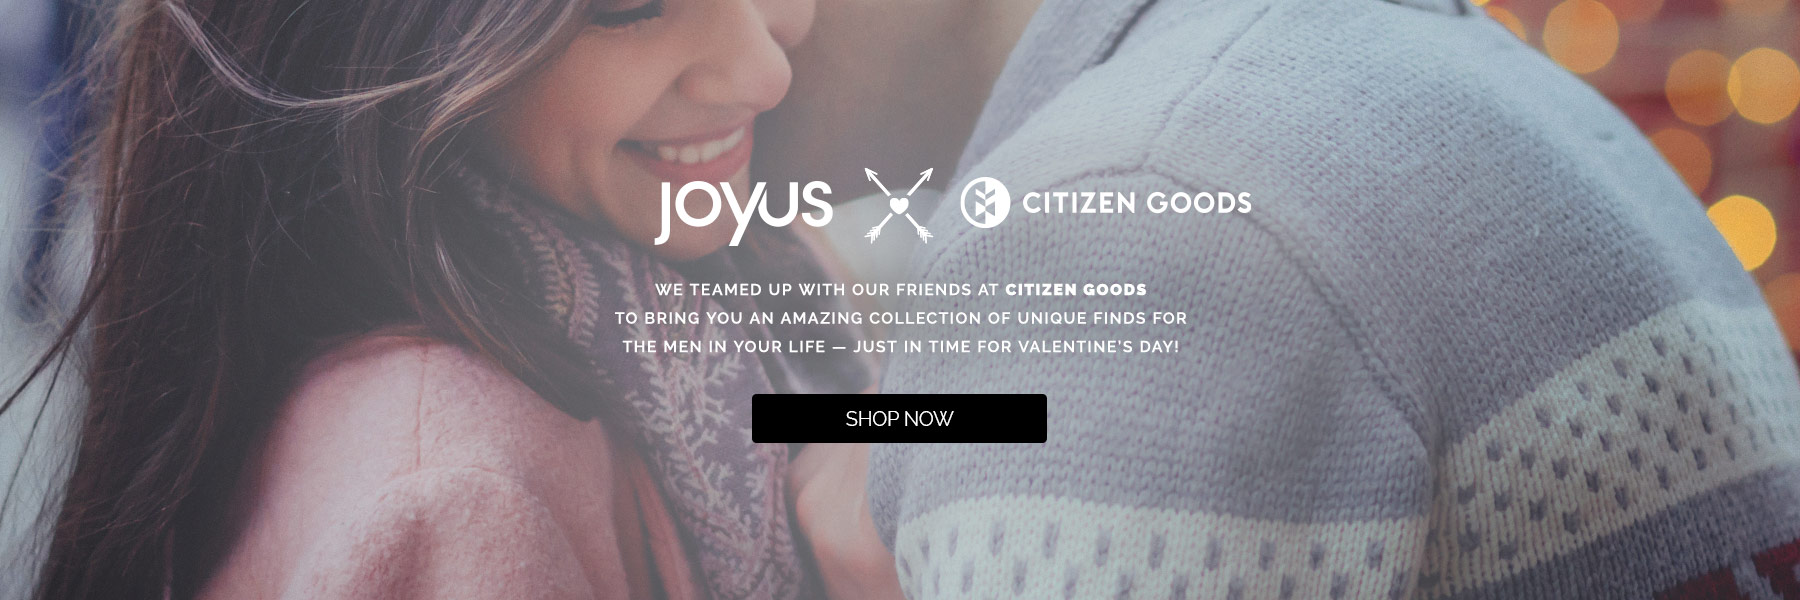 JOYUS CITIZEN GOODS
WE TEAMED UP WITH OUR FRIENDS AT CITIZEN GOODS
TO BRING YOU AN AMAZING COLLECTION OF UNIQUE FINDS FOR
THE MEN IN YOUR LIFE — JUST IN TIME FOR VALENTINE'S DAY!
SHOP NOW